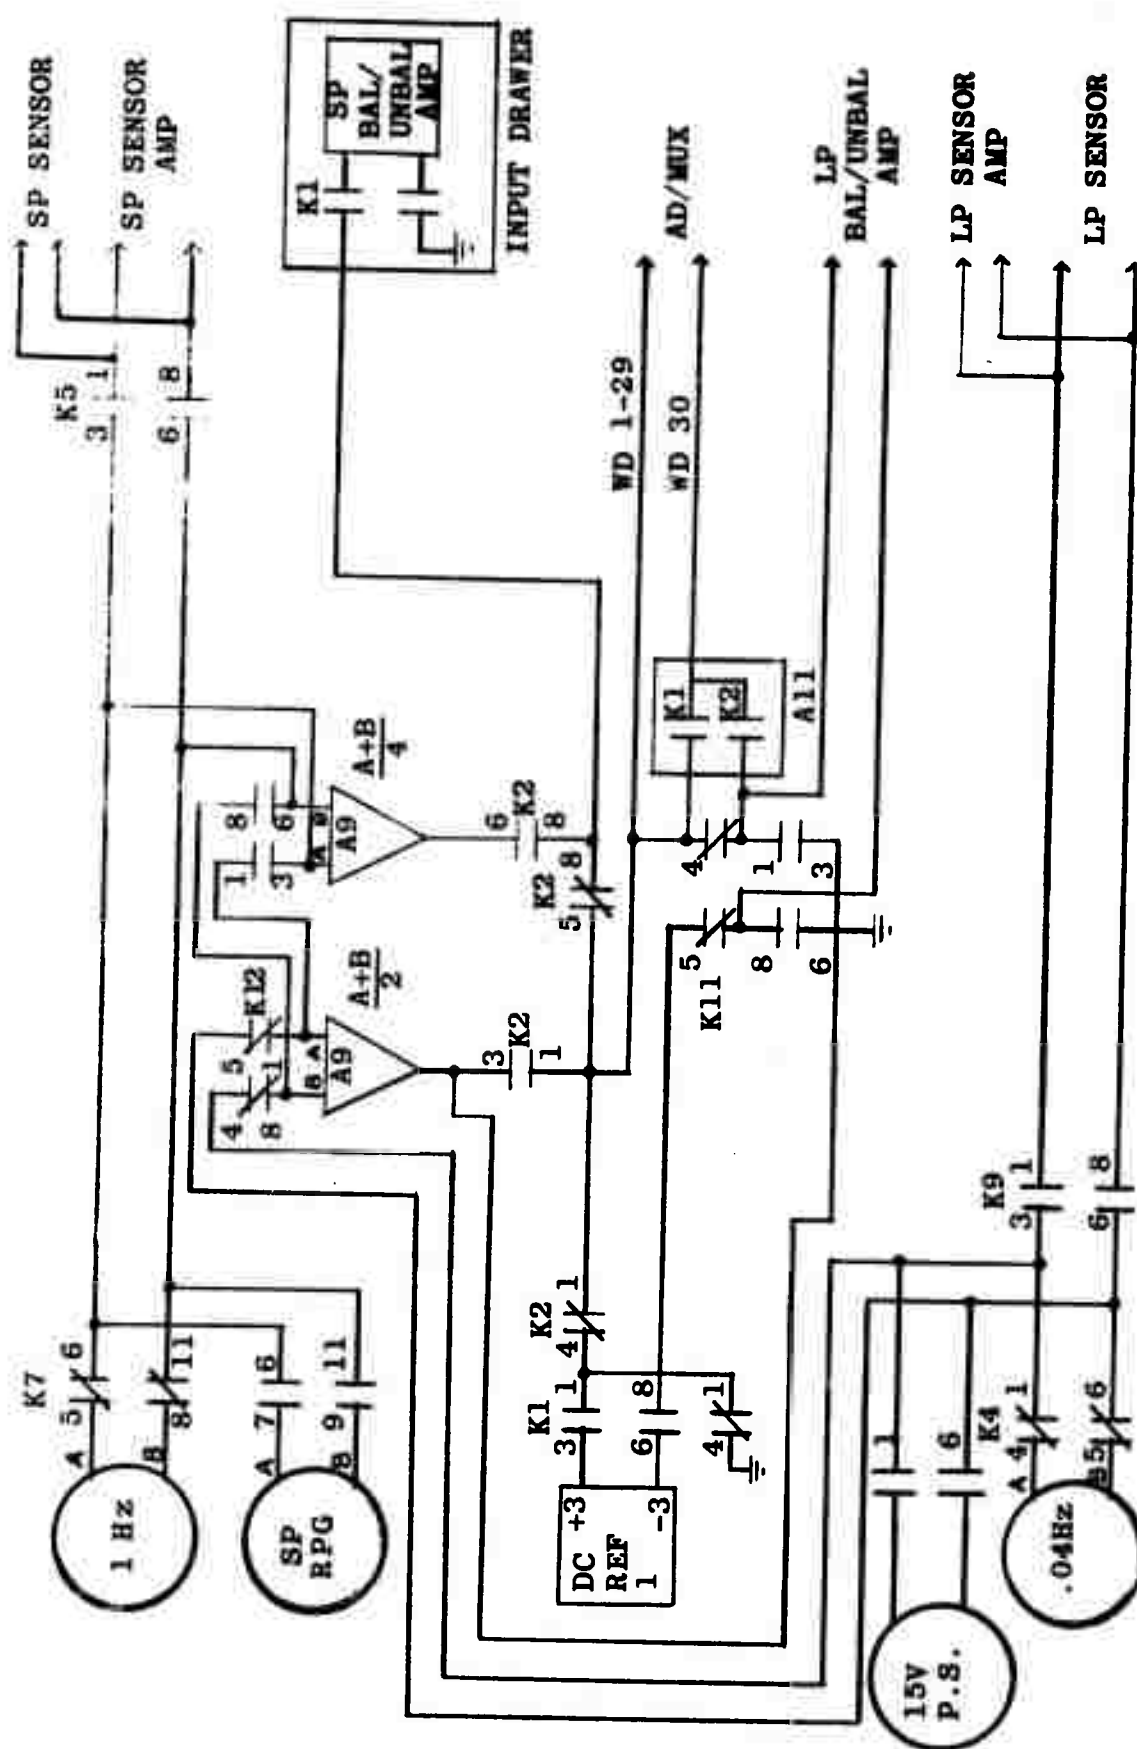 K7
A 5 6
1 Hz
B 8 11
SP
RPG
A 7 6
B 9 11
K5
3 1
6 8
SP SENSOR
SP SENSOR
AMP
K12
5 1
4 8
B A
A9
A+B
2
1 3
8 6
A B
A9
A+B
4
3 K2 1
6 K2 8
5 K2 8
K1
SP
BAL/
UNBAL
AMP
INPUT DRAWER
DC
REF
1
+3
-3
K1
3 1
6 8
4 1
K2
4 1
WD 1-29
WD 30
AD/MUX
K1
K2
A11
4
1
3
K11
5
8
6
LP
BAL/UNBAL
AMP
15V
P.S.
1
6
K4
.04Hz
A 4 1
B 5 6
K9
3 1
6 8
LP SENSOR
AMP
LP SENSOR